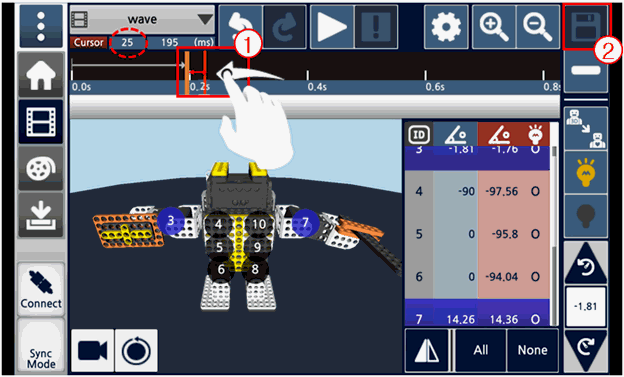 wave
Cursor 25 195 (ms)
1
2
0.0s 0.2s 0.4s 0.6s 0.8s
ID
3 -1.81 -1.76 O
4 -90 -97.56 O
5 0 -95.8 O
6 0 -94.04 O
7 14.26 14.36 O
3 4 10 7
5 9
6 8
-1.81
Connect
Sync
Mode
All None